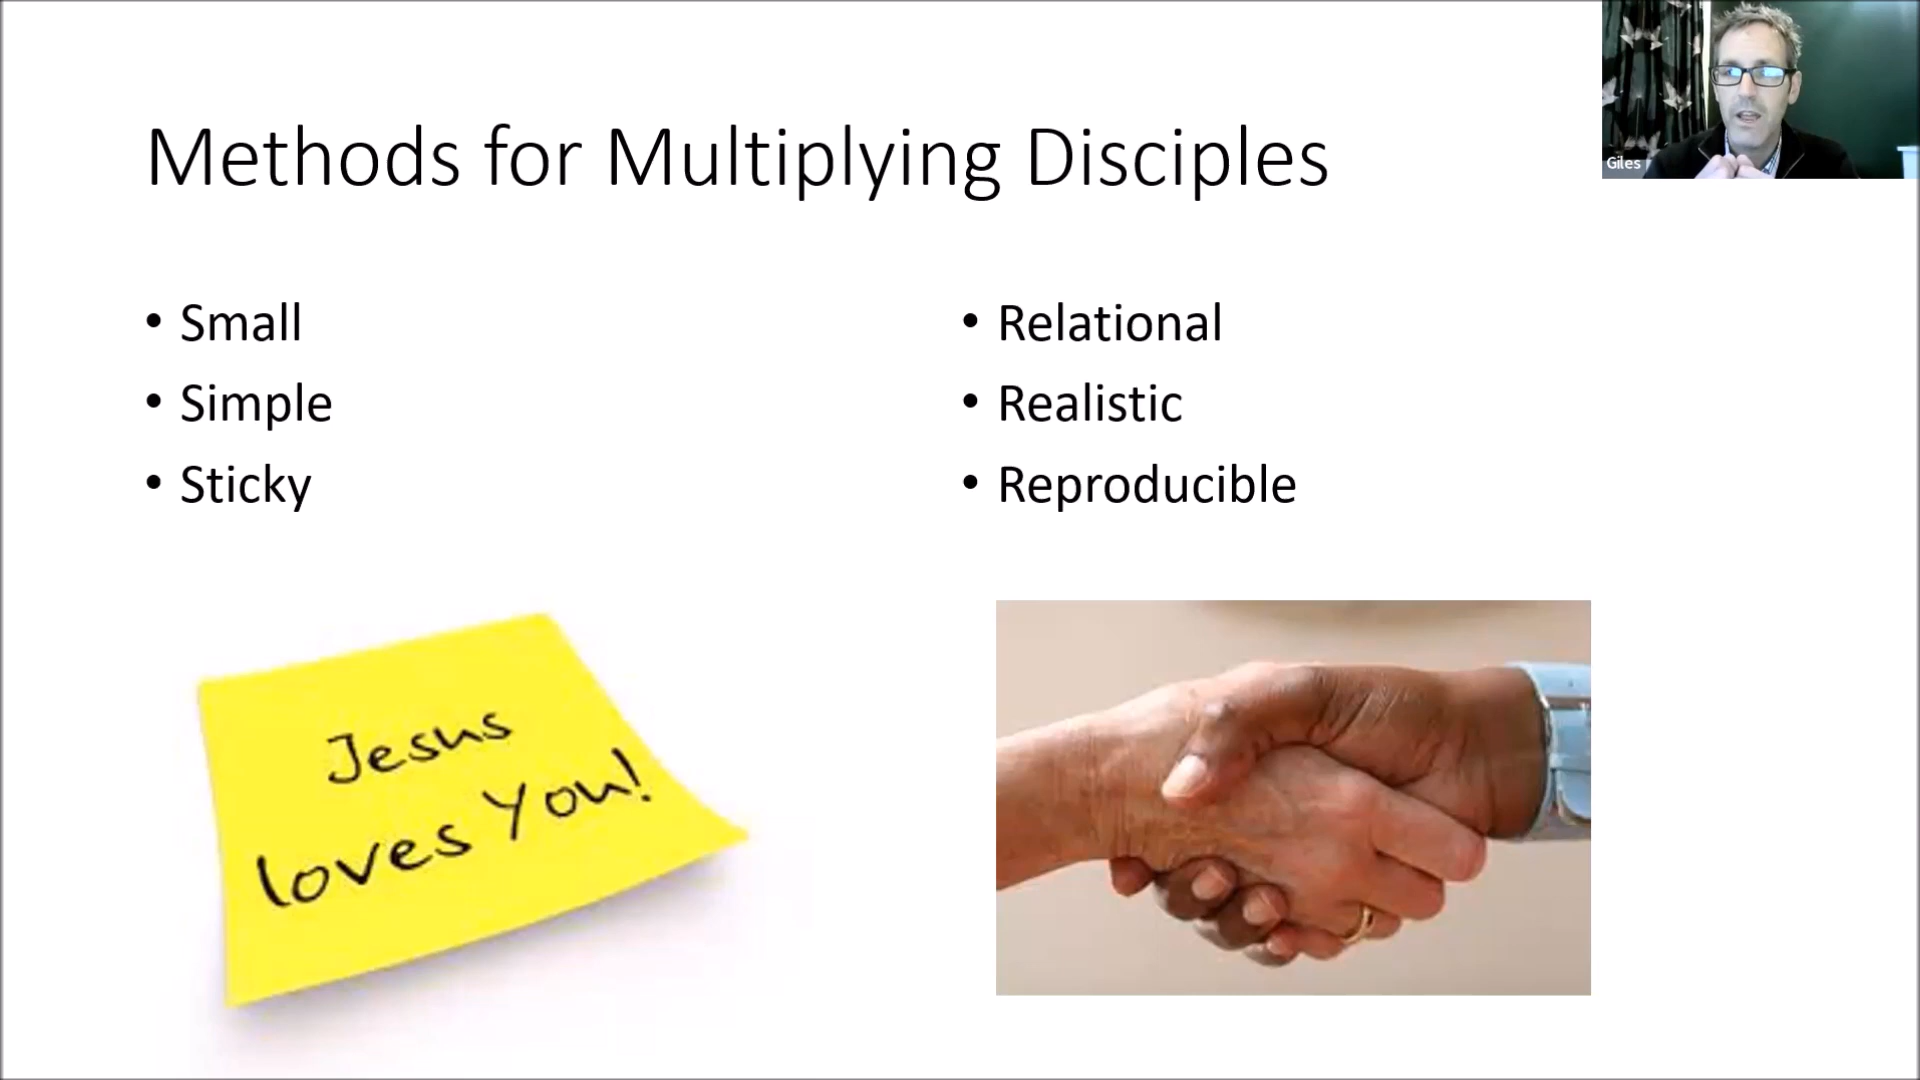 Methods for Multiplying Disciples
Giles
• Small
• Simple
• Sticky
• Relational
• Realistic
• Reproducible
Jesus
loves You!